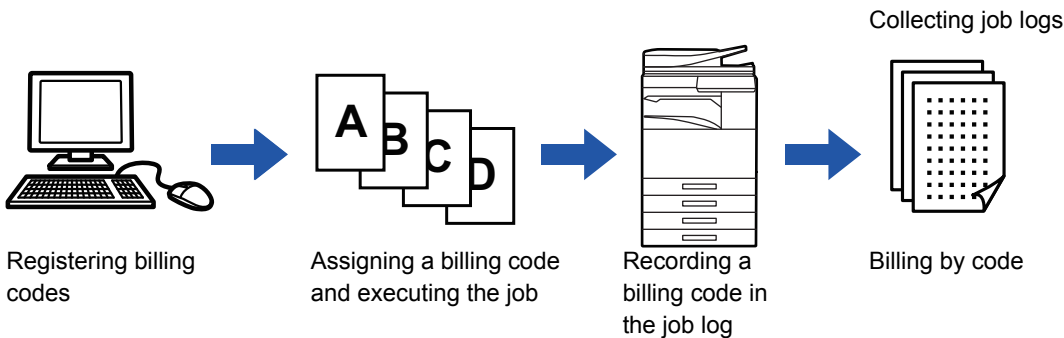 Collecting job logs
A
B
C
D
Registering billing
codes
Assigning a billing code
and executing the job
Recording a
billing code in
the job log
Billing by code